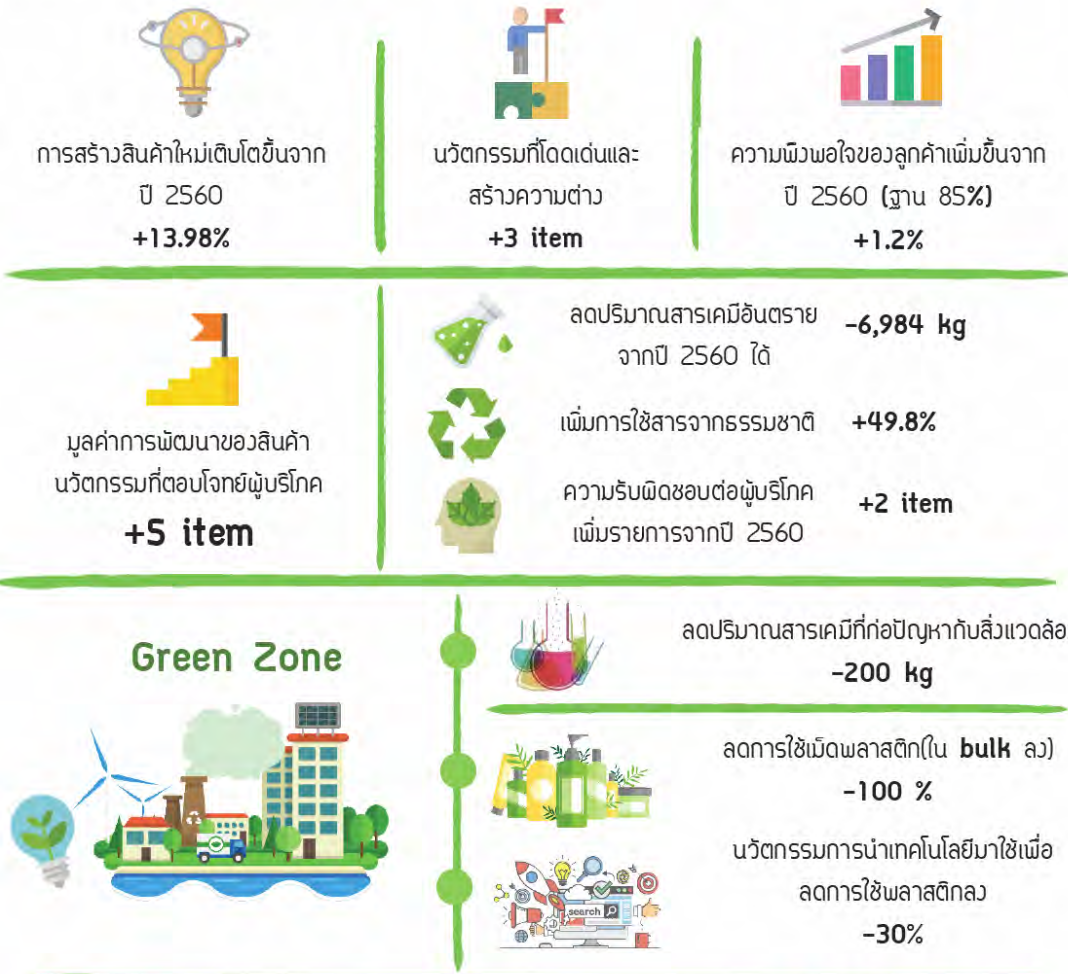 การสร้างสินค้าใหม่เติบโตขึ้นจาก
ปี 2560
+13.98%
นวัตกรรมที่โดดเด่นและ
สร้างความต่าง
+3 item
ความพึงพอใจของลูกค้าเพิ่มขึ้นจาก
ปี 2560 (ฐาน 85%)
+1.2%
มูลค่าการพัฒนาของสินค้า
นวัตกรรมที่ตอบโจทย์ผู้บริโภค
+5 item
ลดปริมาณสารเคมีอันตราย
จากปี 2560 ได้
-6,984 kg
เพิ่มการใช้สารจากธรรมชาติ
+49.8%
ความรับผิดชอบต่อผู้บริโภค
เพิ่มรายการจากปี 2560
+2 item
Green Zone
ลดปริมาณสารเคมีที่ก่อปัญหากับสิ่งแวดล้อ
-200 kg
ลดการใช้เม็ดพลาสติก(ใน bulk ลง)
-100 %
นวัตกรรมการนำเทคโนโลยีมาใช้เพื่อ
ลดการใช้พลาสติกลง
-30%
search